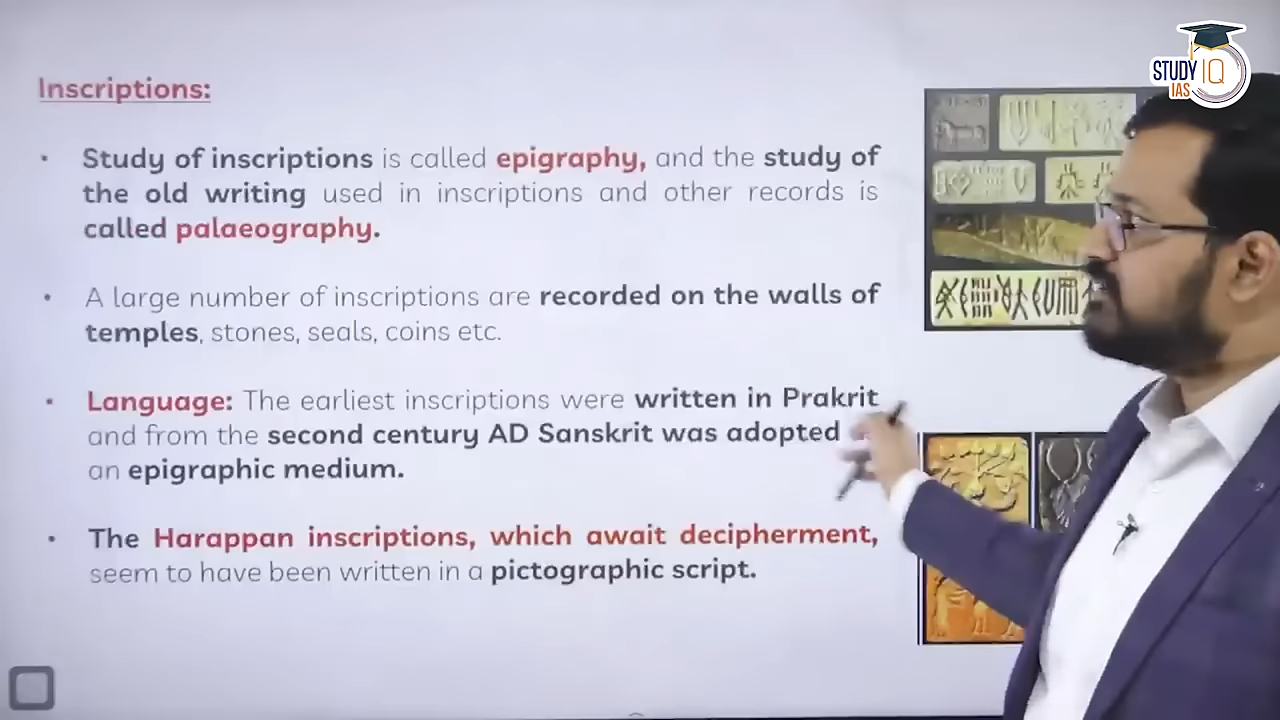 STUDY IQ
IAS
Inscriptions:
• Study of inscriptions is called epigraphy, and the study of
the old writing used in inscriptions and other records is
called palaeography.
• A large number of inscriptions are recorded on the walls of
temples, stones, seals, coins etc.
• Language: The earliest inscriptions were written in Prakrit
and from the second century AD Sanskrit was adopted
an epigraphic medium.
• The Harappan inscriptions, which await decipherment,
seem to have been written in a pictographic script.